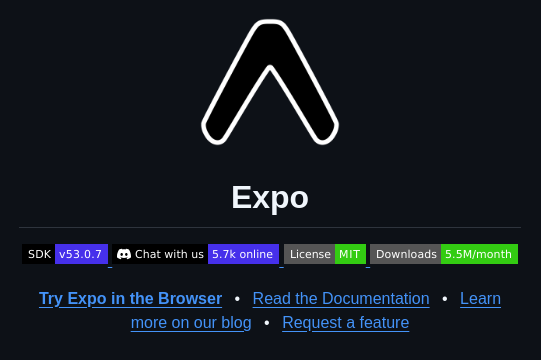 Expo
SDK v53.0.7 Chat with us 5.7k online License MIT Downloads 5.5M/month
Try Expo in the Browser • Read the Documentation • Learn
more on our blog • Request a feature